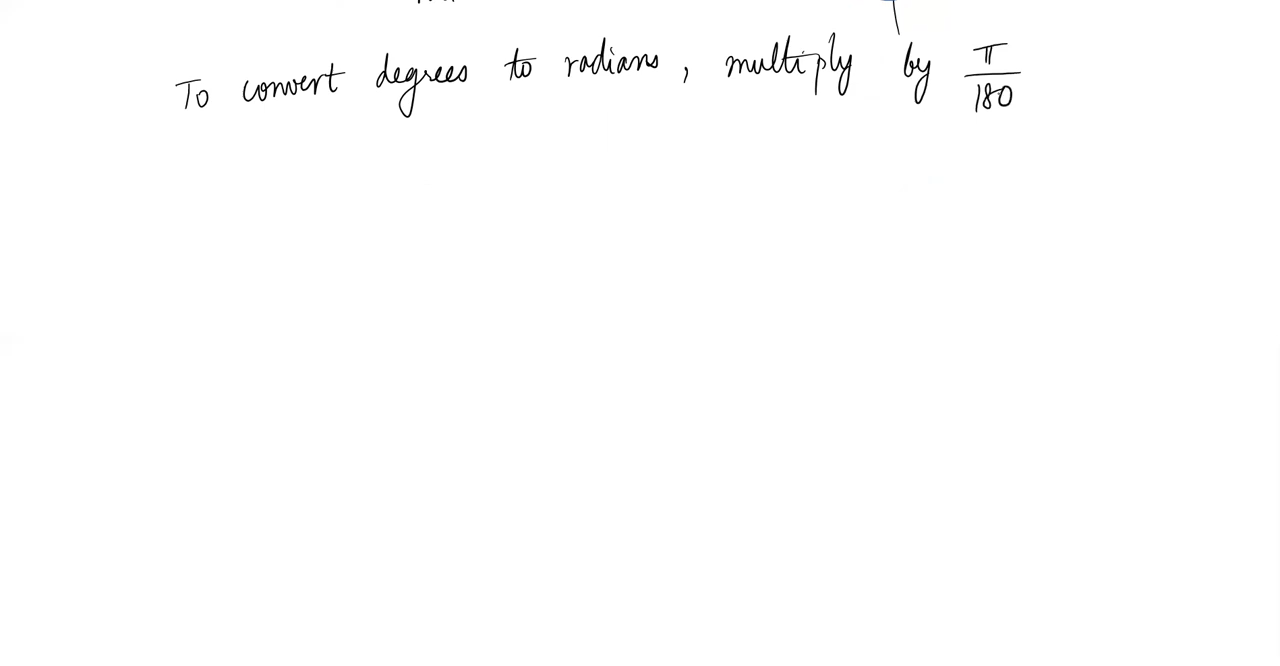 To convert degrees to radians, multiply by π/180